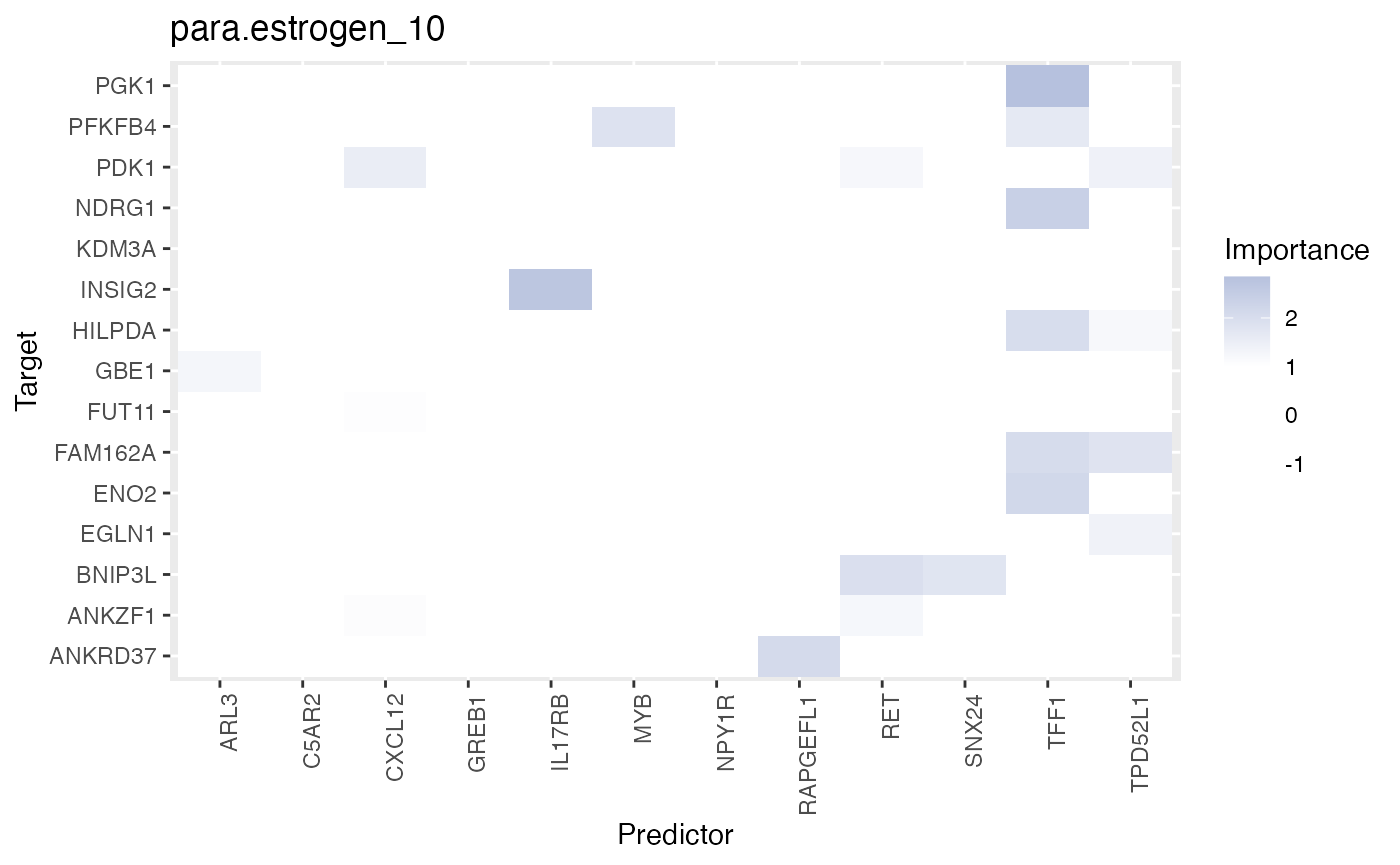 para.estrogen_10
PGK1
PFKFB4
PDK1
NDRG1
KDM3A
INSIG2
HILPDA
GBE1
FUT11
FAM162A
ENO2
EGLN1
BNIP3L
ANKZF1
ANKRD37
Target
ARL3
C5AR2
CXCL12
GREB1
IL17RB
MYB
NPY1R
RAPGEFL1
RET
SNX24
TFF1
TPD52L1
Predictor
Importance
2
1
0
-1